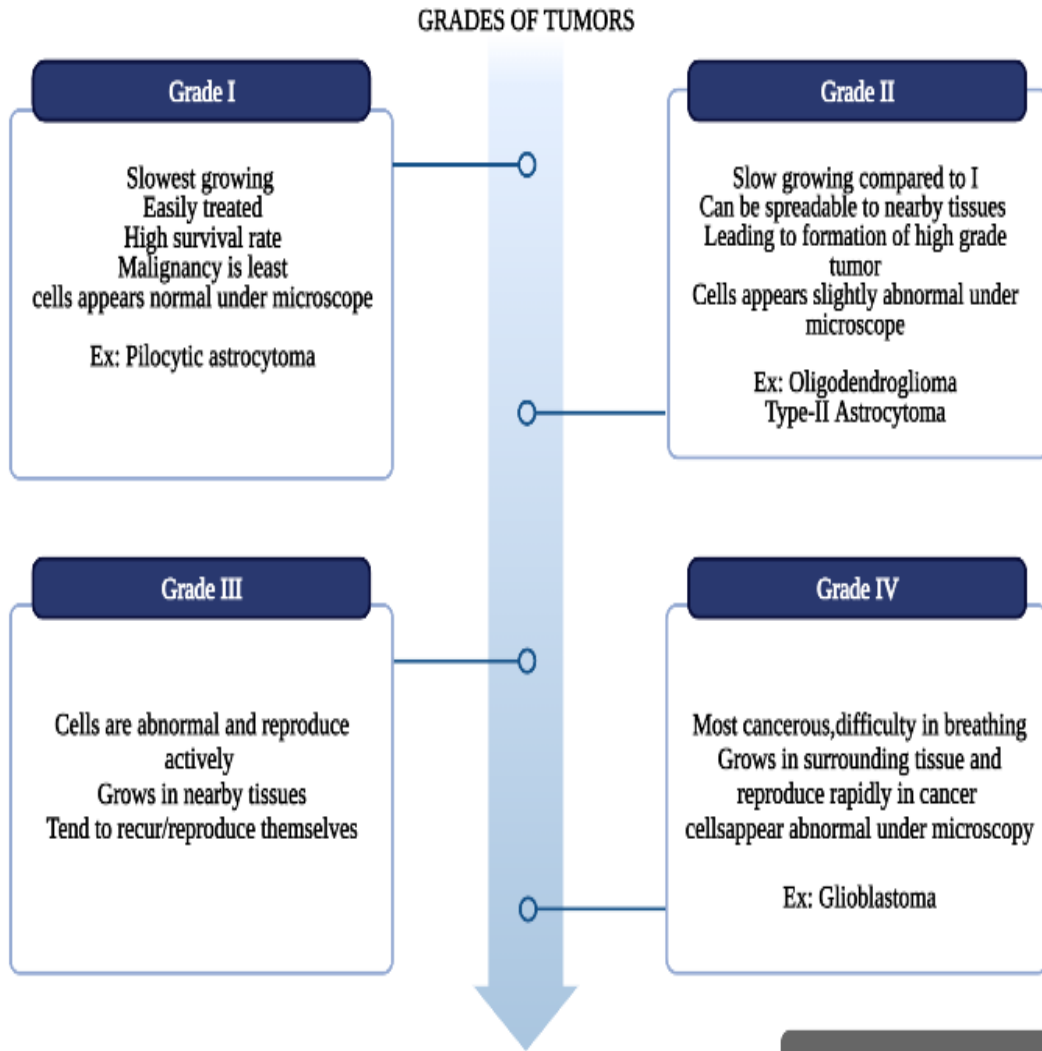 GRADES OF TUMORS
Grade I
Slowest growing
Easily treated
High survival rate
Malignancy is least
cells appears normal under microscope
Ex: Pilocytic astrocytoma
Grade II
Slow growing compared to I
Can be spreadable to nearby tissues
Leading to formation of high grade
tumor
Cells appears slightly abnormal under
microscope
Ex: Oligodendroglioma
Type-II Astrocytoma
Grade III
Cells are abnormal and reproduce
actively
Grows in nearby tissues
Tend to recur/reproduce themselves
Grade IV
Most cancerous,difficulty in breathing
Grows in surrounding tissue and
reproduce rapidly in cancer
cellsappear abnormal under microscopy
Ex: Glioblastoma